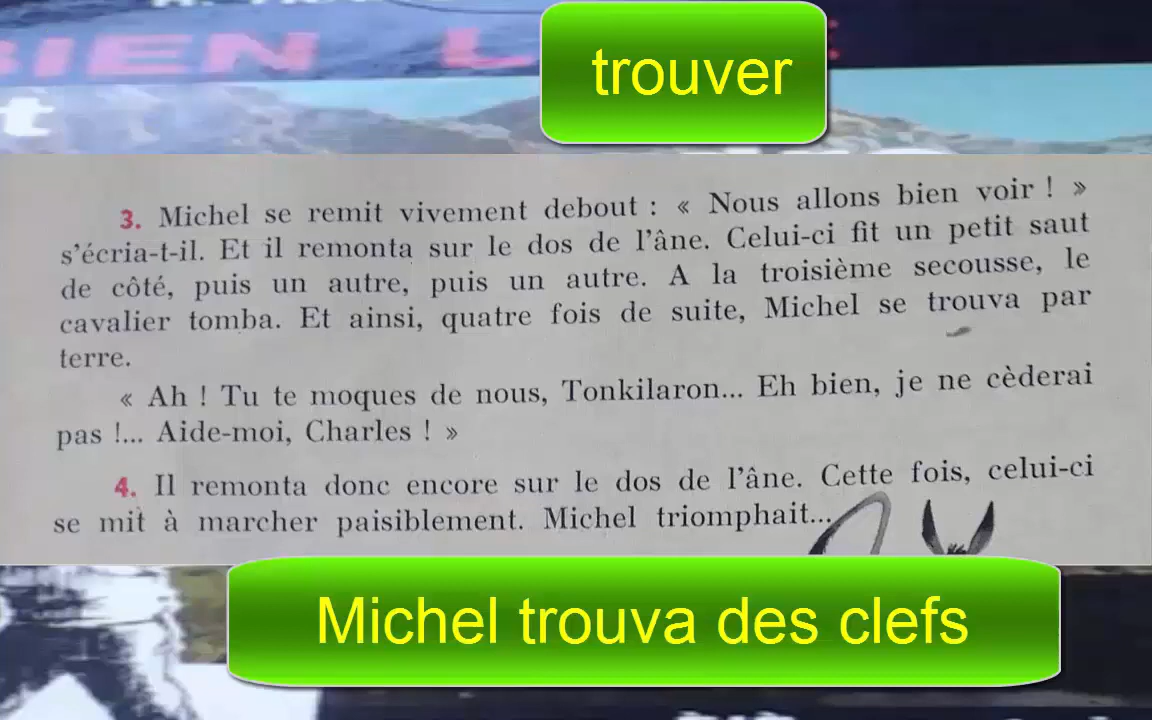 BIEN L
trouver
t
3. Michel se remit vivement debout : « Nous allons bien voir ! »
s'écria-t-il. Et il remonta sur le dos de l'âne. Celui-ci fit un petit saut
de côté, puis un autre, puis un autre. A la troisième secousse, le
cavalier tomba. Et ainsi, quatre fois de suite, Michel se trouva par
terre.
« Ah ! Tu te moques de nous, Tonkilaron... Eh bien, je ne cèderai
pas !... Aide-moi, Charles ! »
4. Il remonta donc encore sur le dos de l'âne. Cette fois, celui-ci
se mit à marcher paisiblement. Michel triomphait...
Michel trouva des clefs